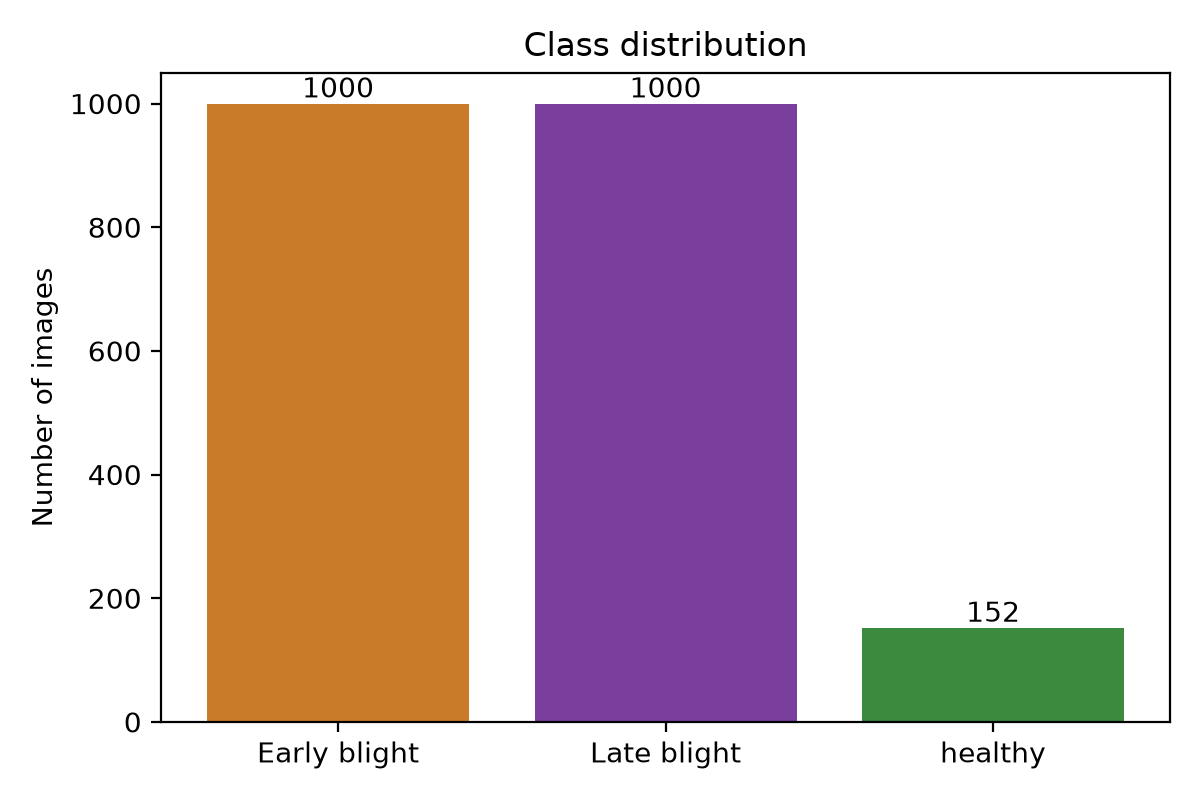 Class distribution
1000
1000
152
1000
800
600
400
200
0
Number of images
Early blight
Late blight
healthy